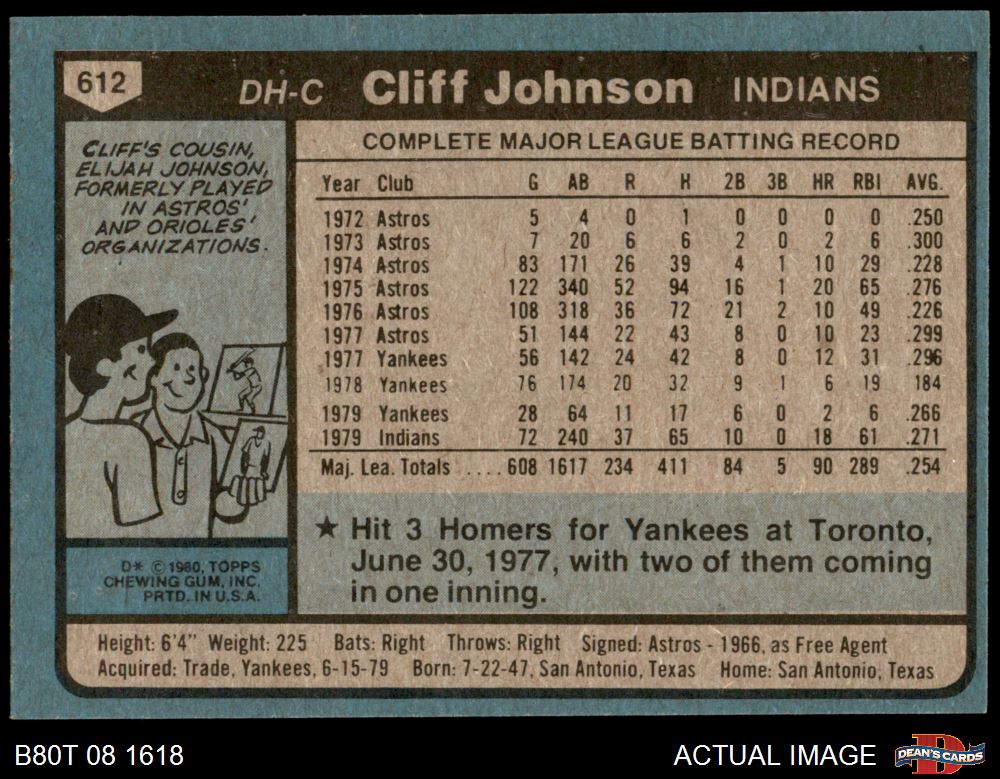 612 DH-C Cliff Johnson INDIANS
CLIFF'S COUSIN,
ELIJAH JOHNSON,
FORMERLY PLAYED
IN ASTROS'
AND ORIOLES'
ORGANIZATIONS.
COMPLETE MAJOR LEAGUE BATTING RECORD
Year Club G AB R H 2B 3B HR RBI AVG.
1972 Astros 5 4 0 1 0 0 0 0 .250
1973 Astros 7 20 6 6 2 0 2 6 .300
1974 Astros 83 171 26 39 4 1 10 29 .228
1975 Astros 122 340 52 94 16 1 20 65 .276
1976 Astros 108 318 36 72 21 2 10 49 .226
1977 Astros 51 144 22 43 8 0 10 23 .299
1977 Yankees 56 142 24 42 8 0 12 31 .296
1978 Yankees 76 174 20 32 9 1 6 19 .184
1979 Yankees 28 64 11 17 6 0 2 6 .266
1979 Indians 72 240 37 65 10 0 18 61 .271
Maj. Lea. Totals .....608 1617 234 411 84 5 90 289 .254
★ Hit 3 Homers for Yankees at Toronto,
June 30, 1977, with two of them coming
in one inning.
D* © 1980, TOPPS
CHEWING GUM, INC.
PRTD. IN U.S.A.
Height: 6'4" Weight: 225 Bats: Right Throws: Right Signed: Astros - 1966, as Free Agent
Acquired: Trade, Yankees, 6-15-79 Born: 7-22-47, San Antonio, Texas Home: San Antonio, Texas
B80T 08 1618 ACTUAL IMAGE DEAN'S CARDS